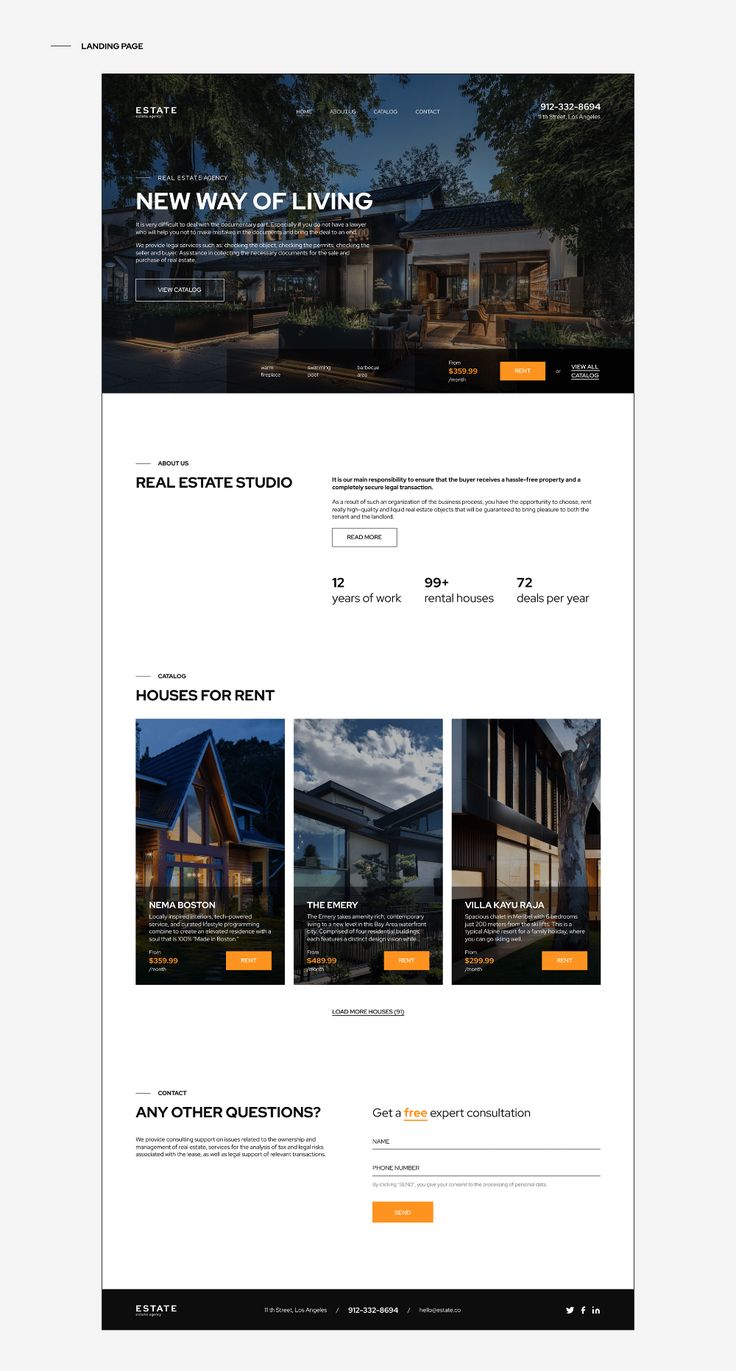 LANDING PAGE
ESTATE
estate agency
HOME
ABOUT US
CATALOG
CONTACT
912-332-8694
11 th Street, Los Angeles
REAL ESTATE AGENCY
NEW WAY OF LIVING
It is very difficult to deal with the documentary part. Especially if you do not have a lawyer
who will help you not to make mistakes in the documents and bring the deal to an end.
We provide legal services such as: checking the object, checking the permits, checking the
seller and buyer. Assistance in collecting the necessary documents for the sale and
purchase of real estate.
VIEW CATALOG
warm
fireplace
swimming
pool
barbecue
area
From
$359.99
/month
RENT
or
VIEW ALL
CATALOG
ABOUT US
REAL ESTATE STUDIO
It is our main responsibility to ensure that the buyer receives a hassle-free property and a
completely secure legal transaction.
As a result of such an organization of the business process, you have the opportunity to choose, rent
really high-quality and liquid real estate objects that will be guaranteed to bring pleasure to both the
tenant and the landlord.
READ MORE
12
years of work
99+
rental houses
72
deals per year
CATALOG
HOUSES FOR RENT
NEMA BOSTON
Locally inspired interiors, tech-powered
service, and curated lifestyle programming
combine to create an elevated residence with a
soul that is 100% "Made In Boston."
From
$359.99
/month
RENT
THE EMERY
The Emery takes amenity rich, contemporary
living to a new level in this Bay Area waterfront
city. Comprised of four residential buildings,
each features a distinct design vision while...
From
$489.99
/month
RENT
VILLA KAYU RAJA
Spacious chalet in Meribel with 6 bedrooms
just 200 meters from the ski lifts. This is a
typical Alpine resort for a family holiday, where
you can go skiing well.
From
$299.99
/month
RENT
LOAD MORE HOUSES (91)
CONTACT
ANY OTHER QUESTIONS?
We provide consulting support on issues related to the ownership and
management of real estate, services for the analysis of tax and legal risks
associated with the lease, as well as legal support of relevant transactions.
Get a free expert consultation
NAME
PHONE NUMBER
By clicking "SEND", you give your consent to the processing of personal data.
SEND
ESTATE
estate agency
11 th Street, Los Angeles / 912-332-8694 / hello@estate.co